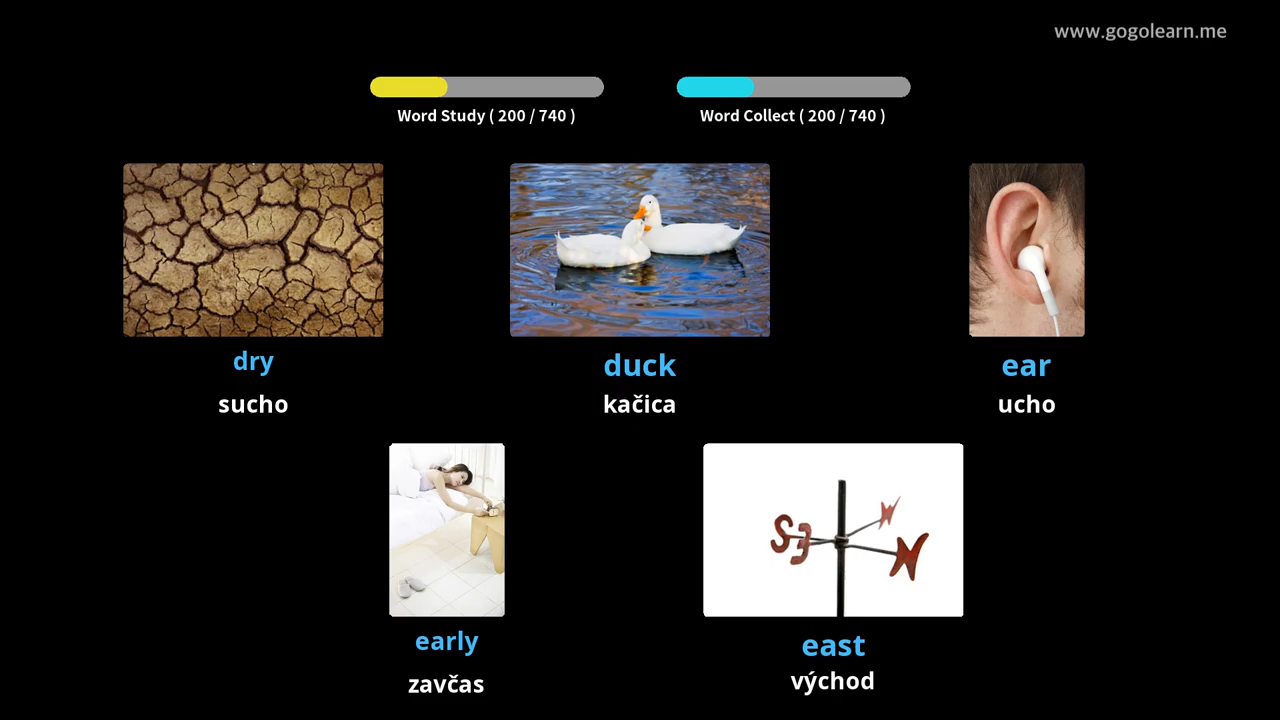 www.gogolearn.me
Word Study ( 200 / 740 )
Word Collect ( 200 / 740 )
dry
sucho
duck
kačica
ear
ucho
early
zavčas
S E N W
east
východ